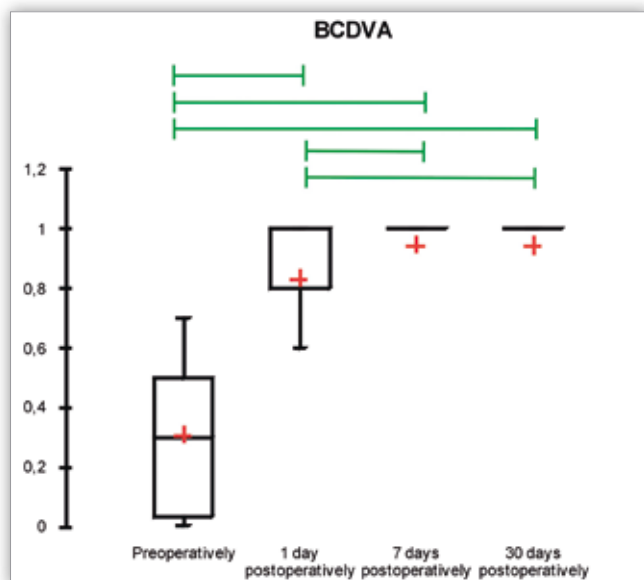 BCDVA
1,2
1
0,8
0,6
0,4
0,2
0
Preoperatively
1 day
postoperatively
7 days
postoperatively
30 days
postoperatively